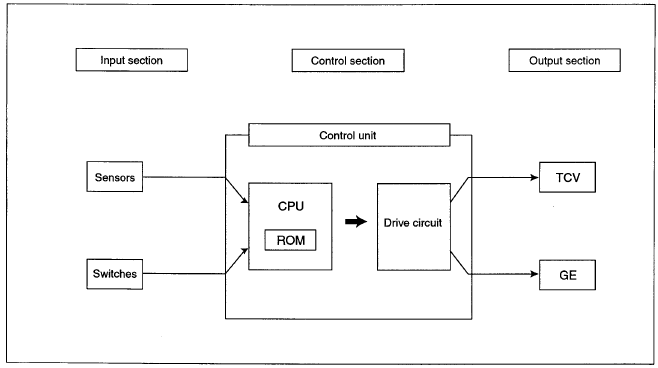 Input section
Control section
Output section
Control unit
Sensors
CPU
ROM
Drive circuit
TCV
Switches
GE